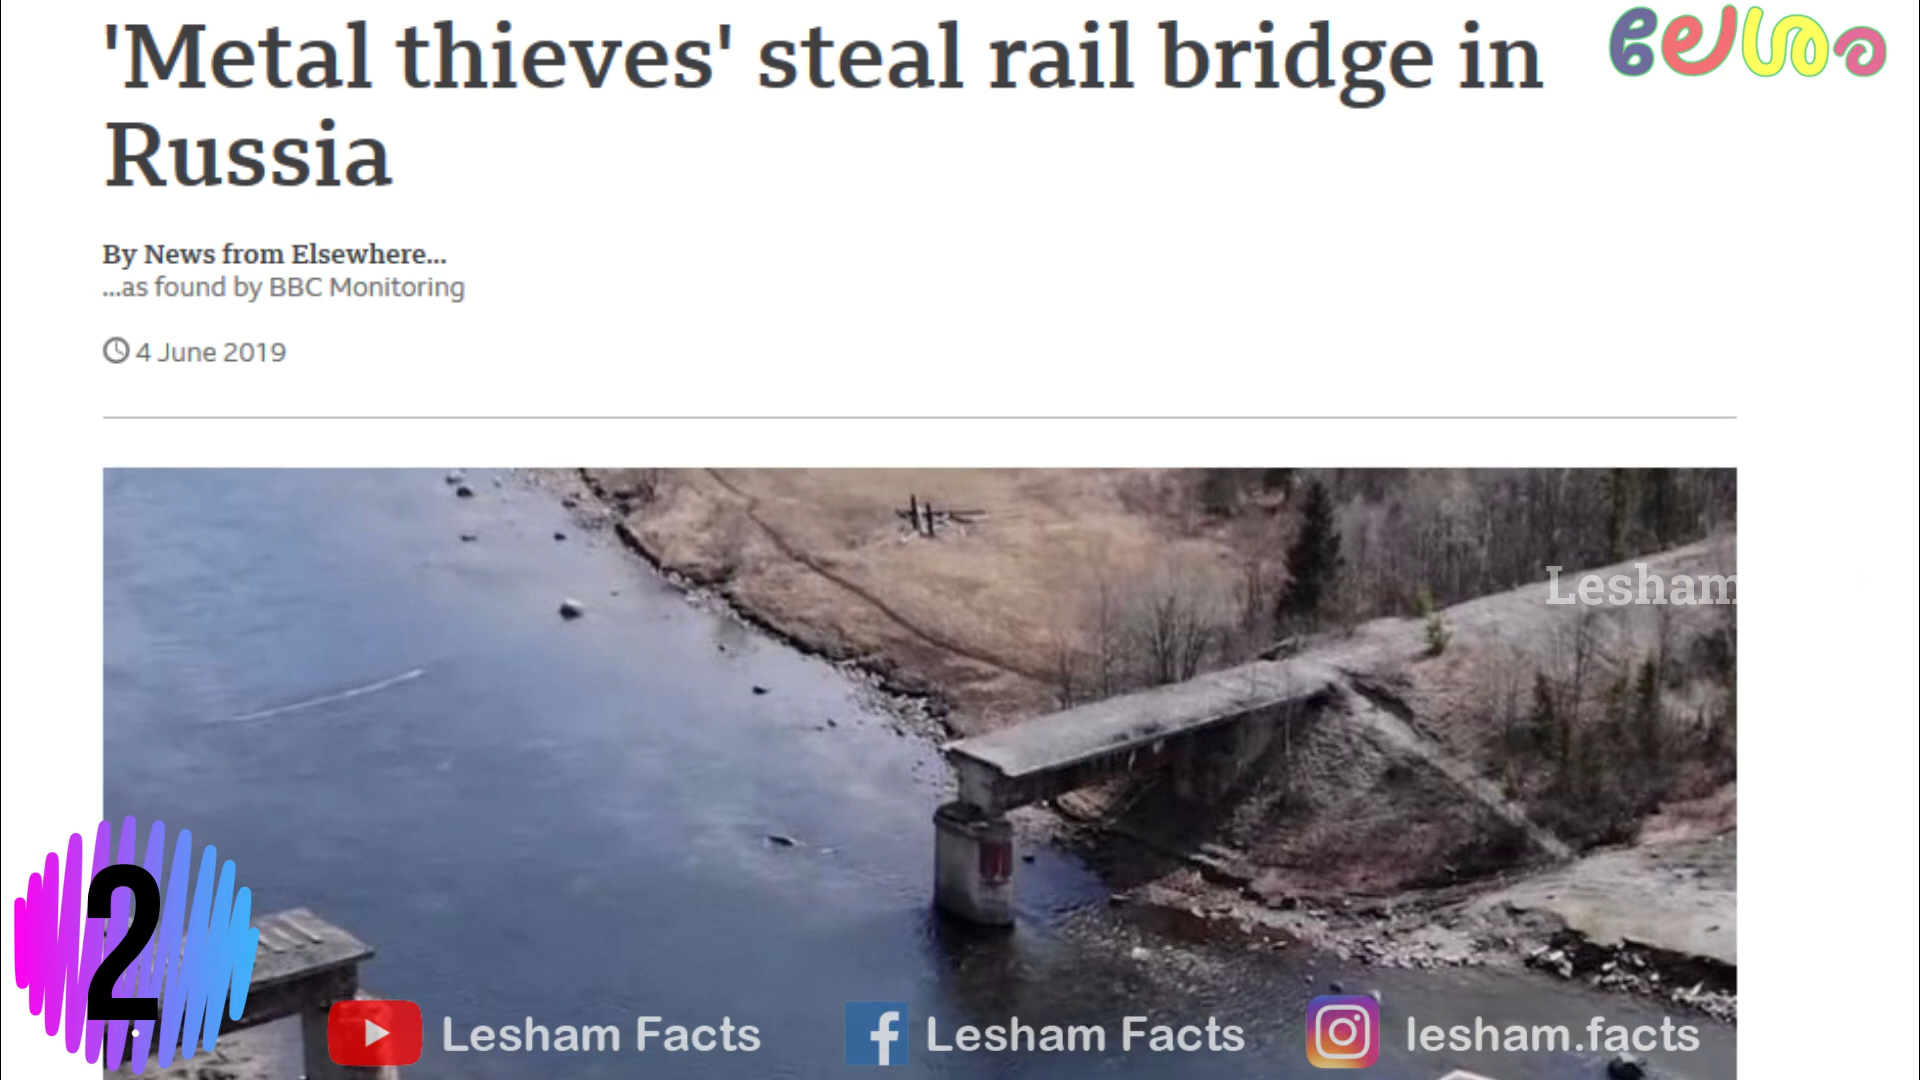 'Metal thieves' steal rail bridge in
Russia
ലേശം
By News from Elsewhere...
...as found by BBC Monitoring
4 June 2019
Lesham
2
Lesham Facts
Lesham Facts
lesham.facts